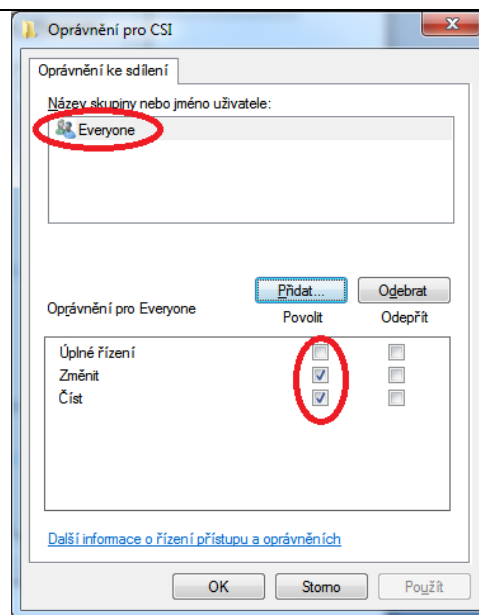 Oprávnění pro CSI
Oprávnění ke sdílení
Název skupiny nebo jméno uživatele:
Everyone
Přidat...
Odebrat
Oprávnění pro Everyone
Povolit
Odepřít
Úplné řízení
Změnit
Číst
Další informace o řízení přístupu a oprávněních
OK
Storno
Použít